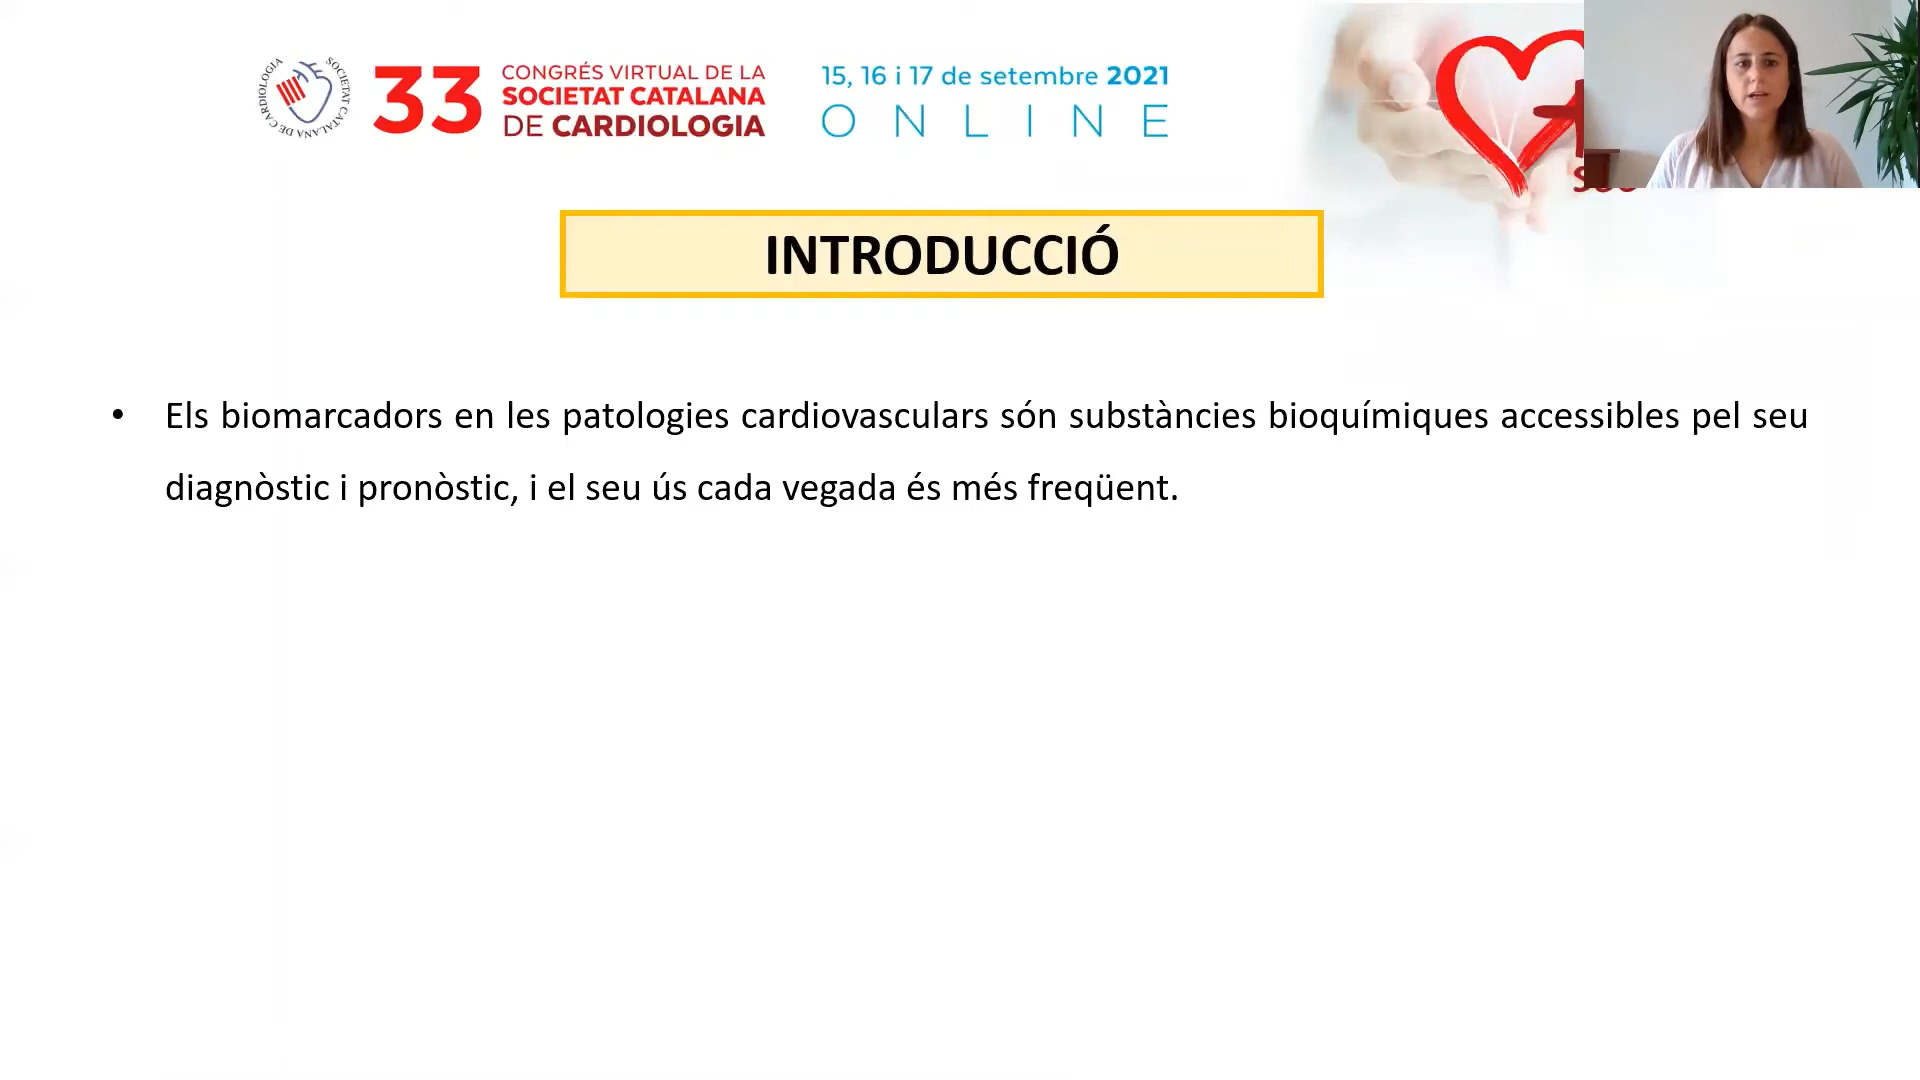 SOCIETAT CATALANA DE CARDIOLOGIA
33
CONGRÉS VIRTUAL DE LA
SOCIETAT CATALANA
DE CARDIOLOGIA
15, 16 i 17 de setembre 2021
ONLINE
INTRODUCCIÓ
• Els biomarcadors en les patologies cardiovasculars són substàncies bioquímiques accessibles pel seu
diagnòstic i pronòstic, i el seu ús cada vegada és més freqüent.